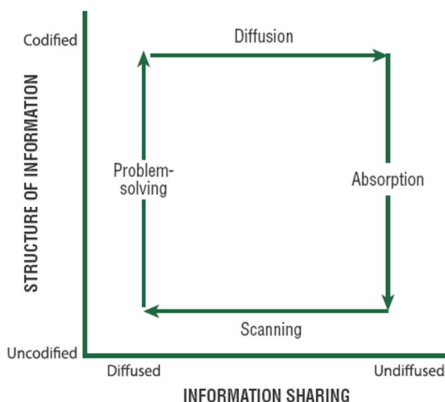 Codified
Diffusion
STRUCTURE OF INFORMATION
Problem-
solving
Absorption
Scanning
Uncodified
Diffused
Undiffused
INFORMATION SHARING